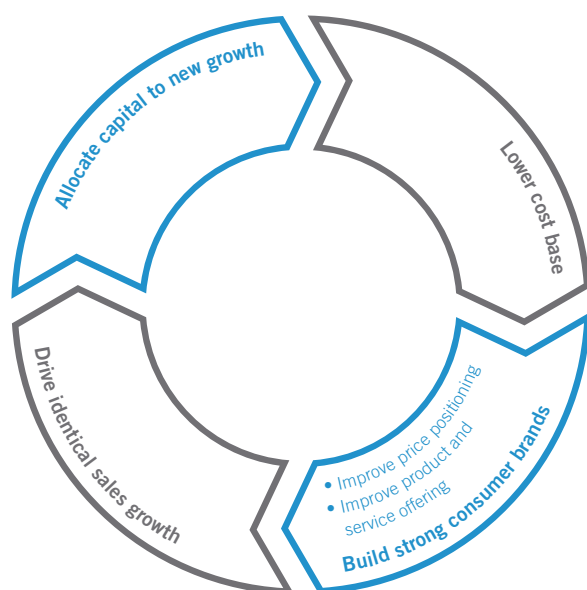 Allocate capital to new growth
Lower cost base
• Improve price positioning
• Improve product and
service offering
Build strong consumer brands
Drive identical sales growth